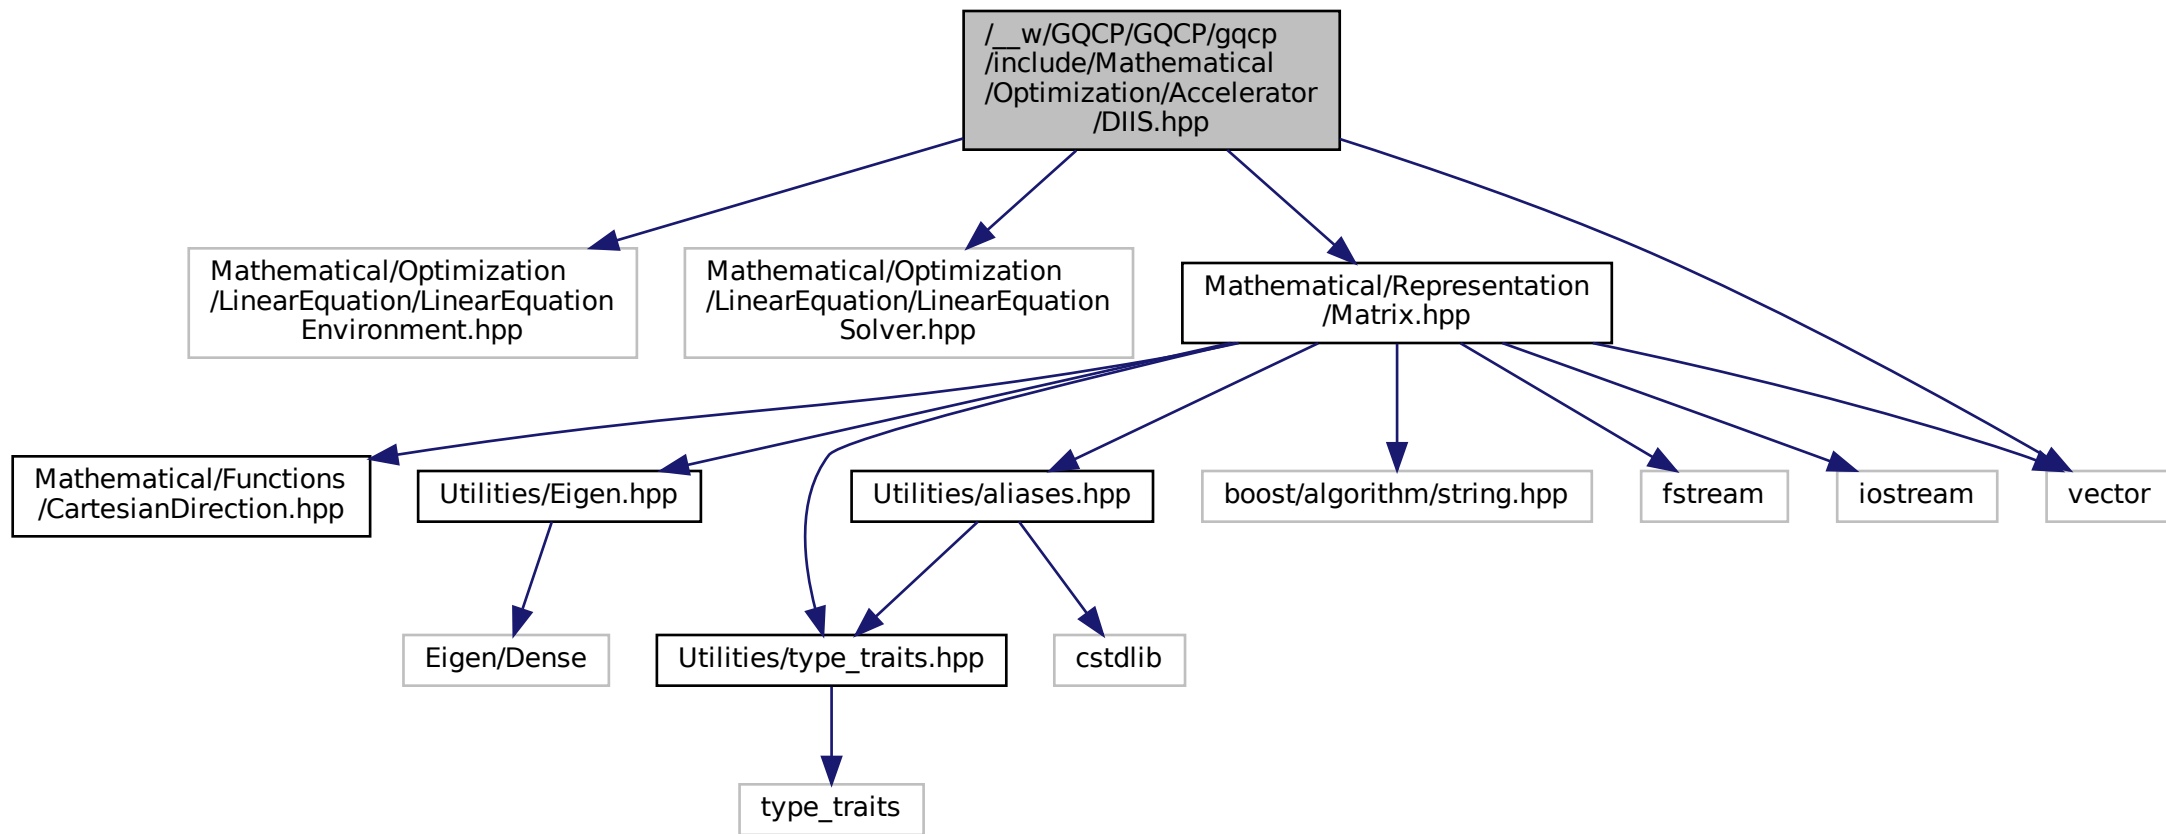 /__w/GQCP/GQCP/gqcp
/include/Mathematical
/Optimization/Accelerator
/DIIS.hpp
Mathematical/Optimization
/LinearEquation/LinearEquation
Environment.hpp
Mathematical/Optimization
/LinearEquation/LinearEquation
Solver.hpp
Mathematical/Representation
/Matrix.hpp
Mathematical/Functions
/CartesianDirection.hpp
Utilities/Eigen.hpp
Utilities/aliases.hpp
boost/algorithm/string.hpp
fstream
iostream
vector
Eigen/Dense
Utilities/type_traits.hpp
cstdlib
type_traits